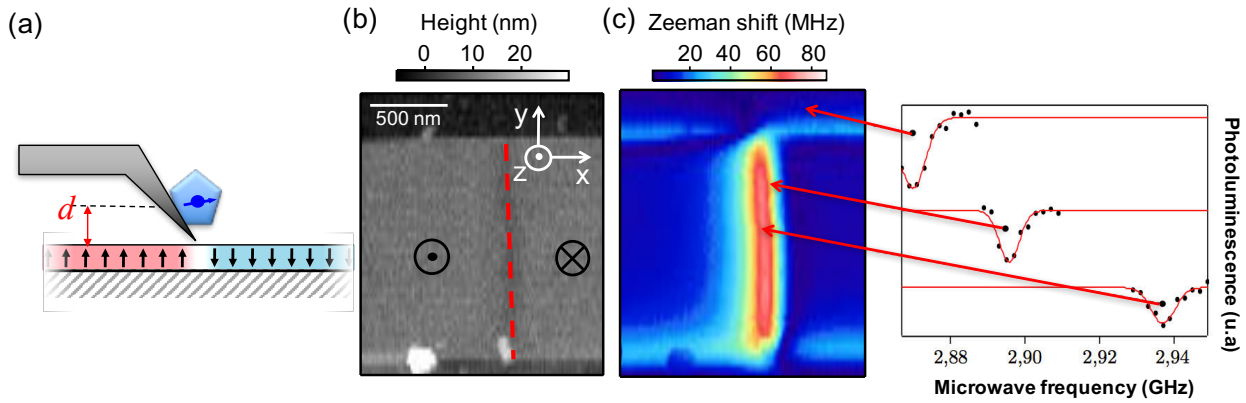 (a)
d
(b)
Height (nm)
0 10 20
500 nm
y
z
x
(c)
Zeeman shift (MHz)
20 40 60 80
Photoluminescence (u.a)
2,88 2,90 2,92 2,94
Microwave frequency (GHz)